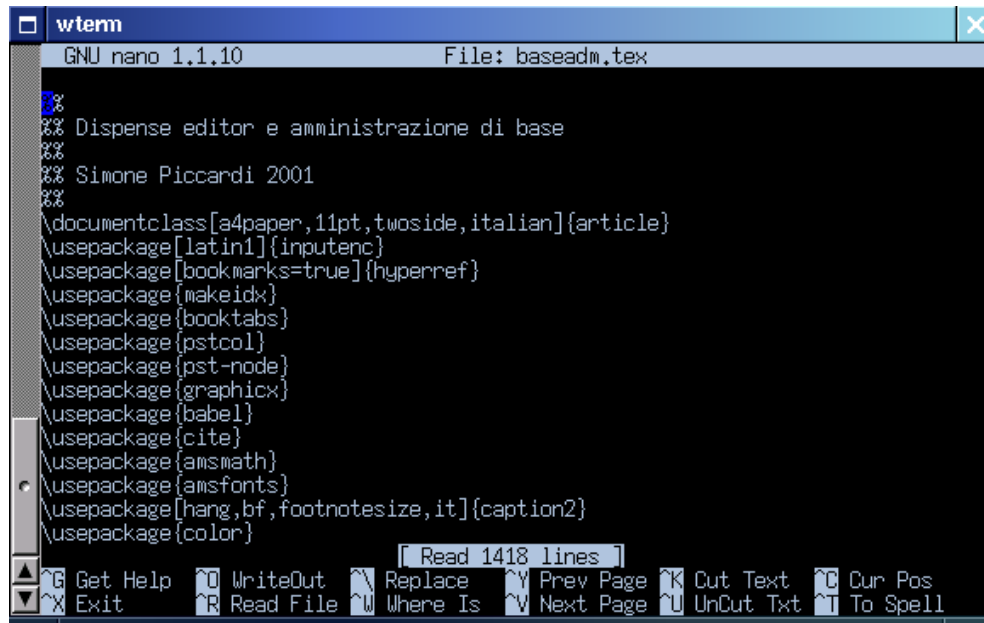 wterm
GNU nano 1.1.10 File: baseadm.tex
%%
%% Dispense editor e amministrazione di base
%%
%% Simone Piccardi 2001
%%
\documentclass[a4paper,11pt,twoside,italian]{article}
\usepackage[latin1]{inputenc}
\usepackage[bookmarks=true]{hyperref}
\usepackage{makeidx}
\usepackage{booktabs}
\usepackage{pstcol}
\usepackage{pst-node}
\usepackage{graphicx}
\usepackage{babel}
\usepackage{cite}
\usepackage{amsmath}
\usepackage{amsfonts}
\usepackage[hang,bf,footnotesize,it]{caption2}
\usepackage{color}
[ Read 1418 lines ]
^G Get Help ^O WriteOut ^\ Replace ^Y Prev Page ^K Cut Text ^C Cur Pos
^X Exit ^R Read File ^W Where Is ^V Next Page ^U UnCut Txt ^T To Spell